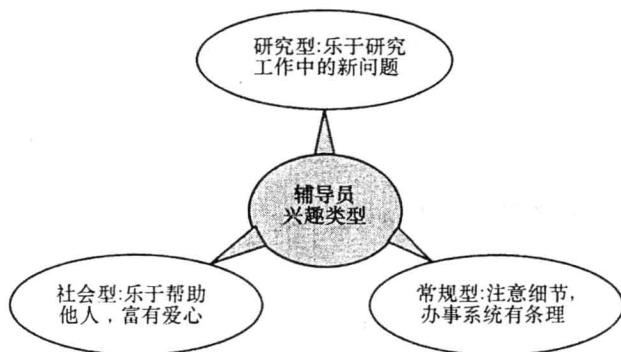 研究型:乐于研究
工作中的新问题
辅导员
兴趣类型
社会型:乐于帮助
他人，富有爱心
常规型:注意细节,
办事系统有条理